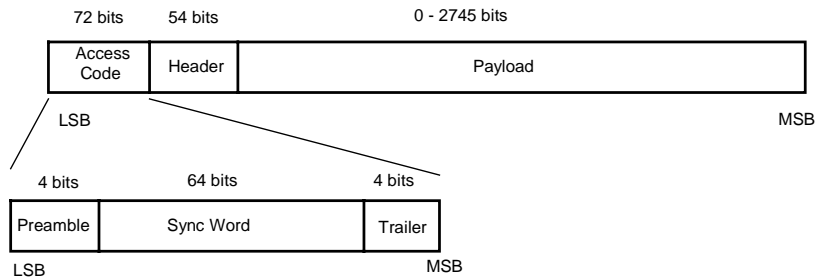 72 bits 54 bits 0 - 2745 bits
Access
Code
Header
Payload
LSB MSB
4 bits 64 bits 4 bits
Preamble Sync Word Trailer
LSB MSB